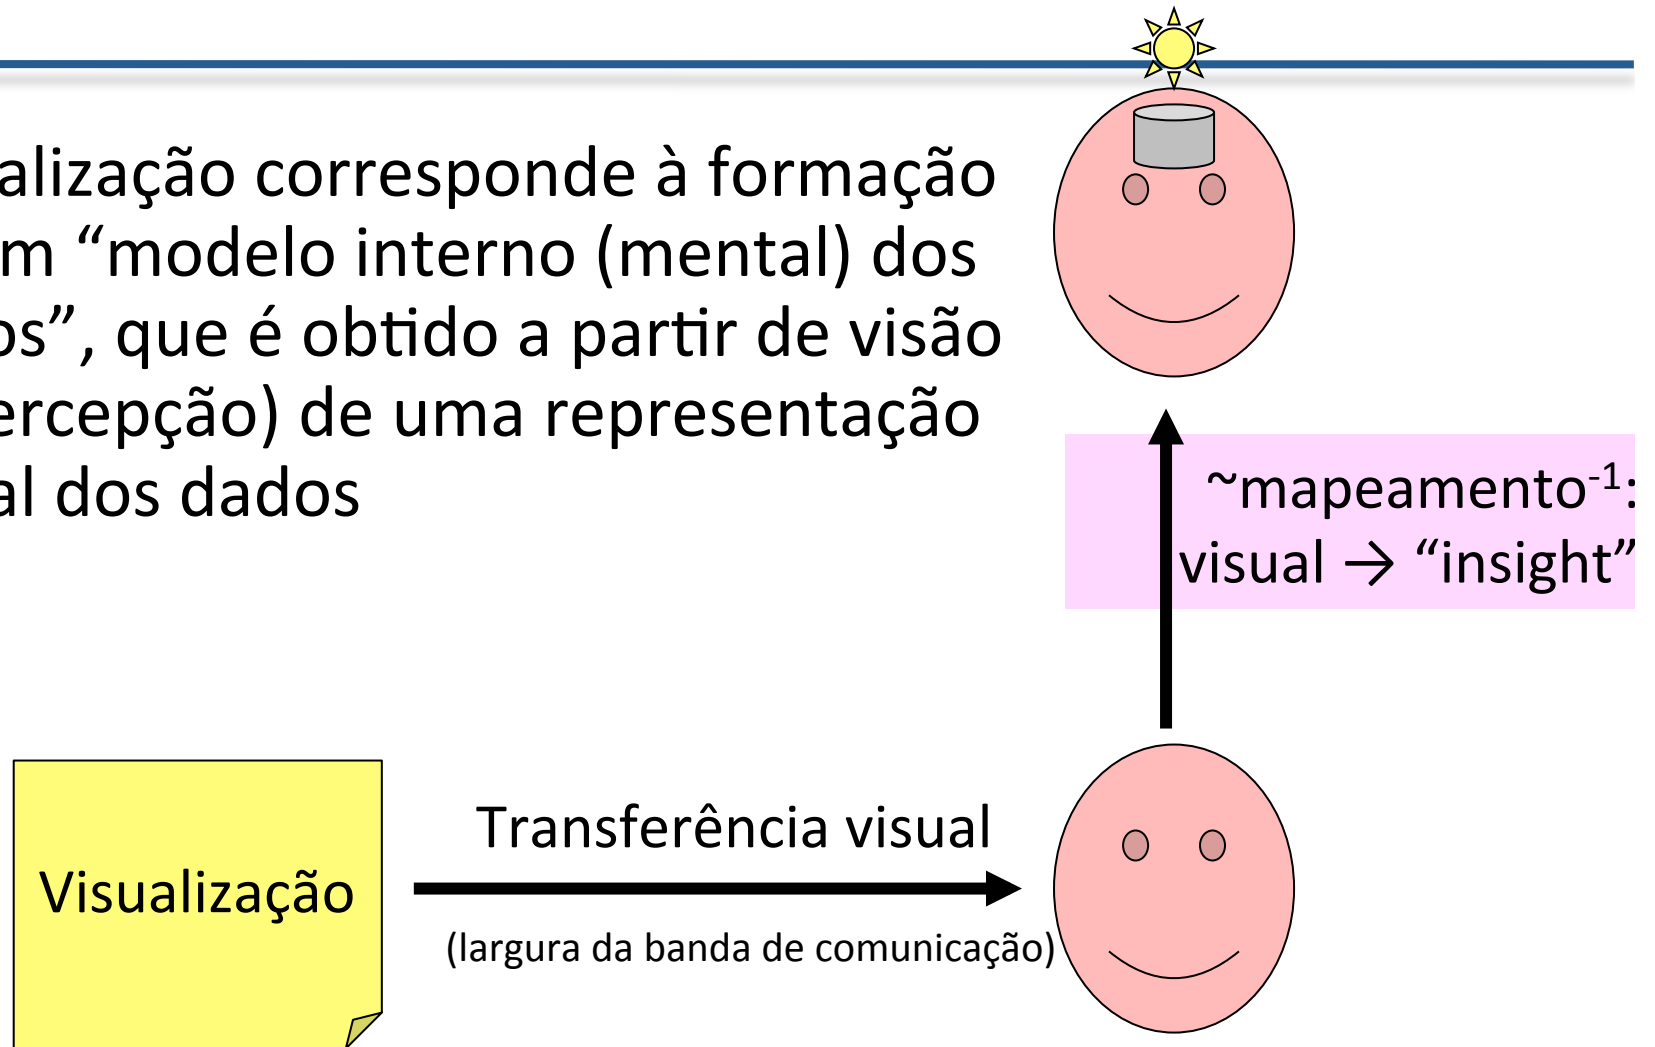 alização corresponde à formação
m “modelo interno (mental) dos
os”, que é obtido a partir de visão
ercepção) de uma representação
al dos dados
~mapeamento⁻¹:
visual → “insight”
Transferência visual
Visualização
(largura da banda de comunicação)